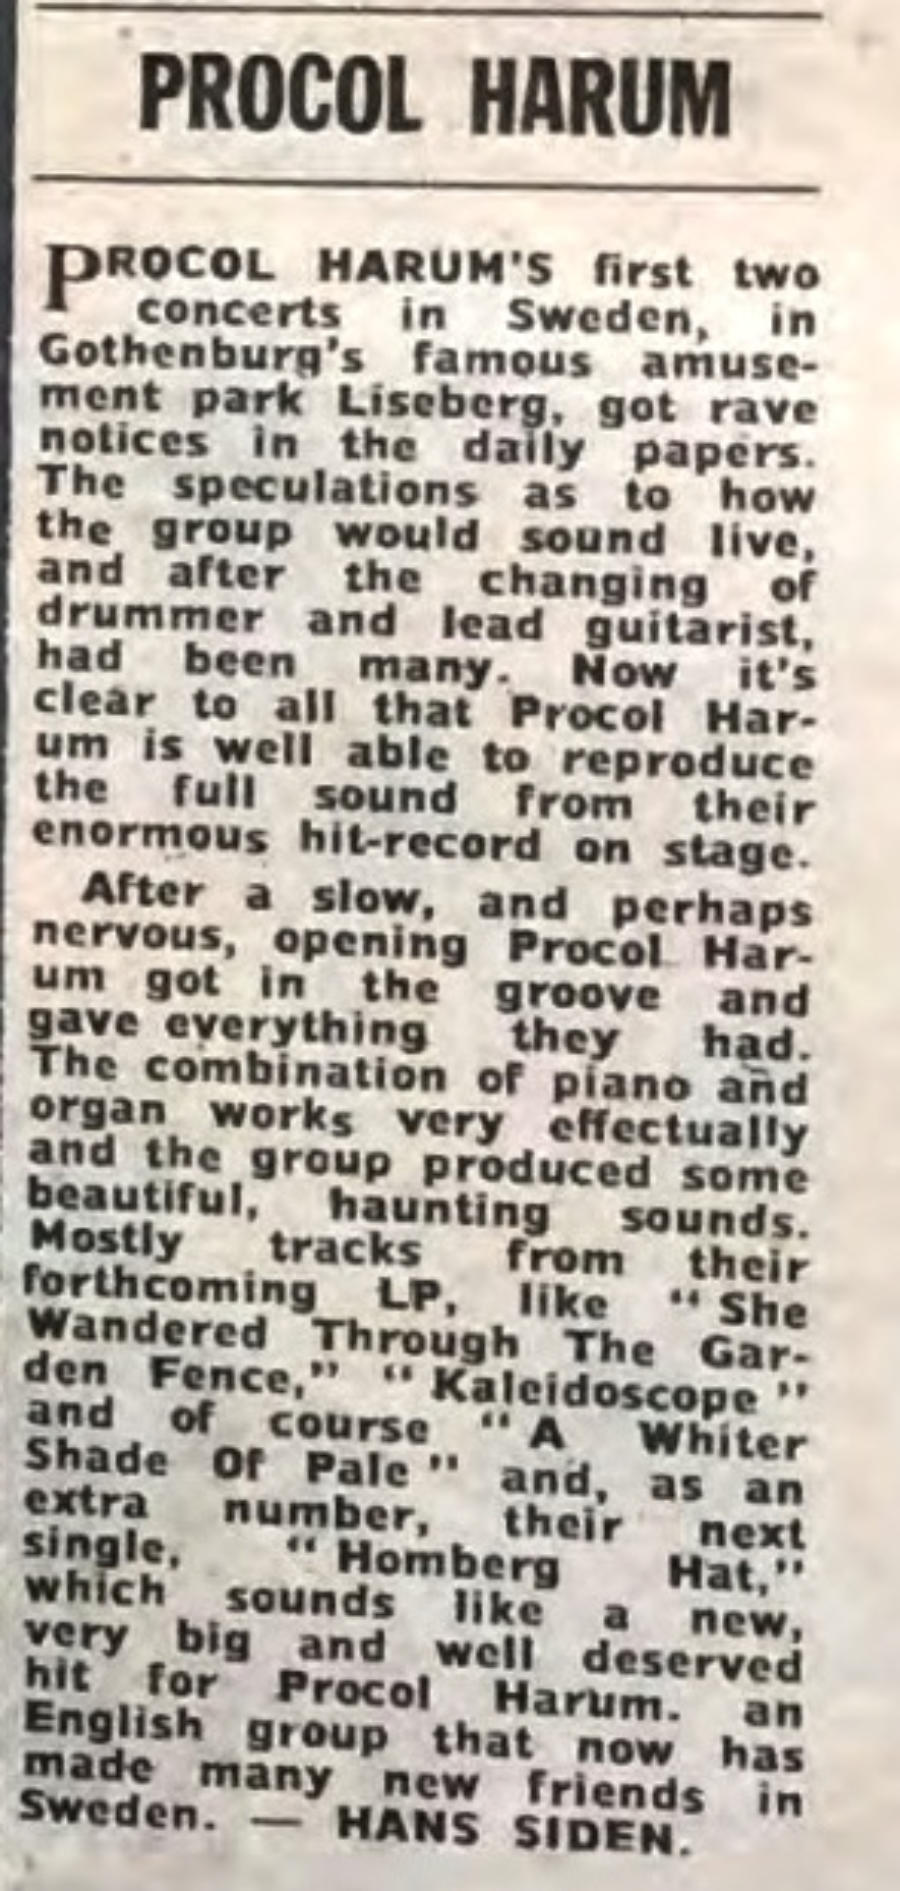 PROCOL HARUM
PROCOL HARUM'S first two
concerts in Sweden, in
Gothenburg's famous amuse-
ment park Liseberg, got rave
notices in the daily papers.
The speculations as to how
the group would sound live,
and after the changing of
drummer and lead guitarist,
had been many. Now it's
clear to all that Procol Har-
um is well able to reproduce
the full sound from their
enormous hit-record on stage.
After a slow, and perhaps
nervous, opening Procol Har-
um got in the groove and
gave everything they had.
The combination of piano and
organ works very effectually
and the group produced some
beautiful, haunting sounds.
Mostly tracks from their
forthcoming LP, like "She
Wandered Through The Gar-
den Fence," "Kaleidoscope"
and of course "A Whiter
Shade Of Pale" and, as an
extra number, their next
single, "Homberg Hat,"
which sounds like a new,
very big and well deserved
hit for Procol Harum. an
English group that now has
made many new friends in
Sweden. — HANS SIDEN.